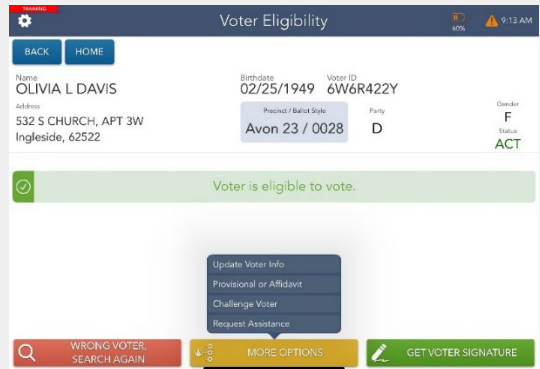 TRAINING
Voter Eligibility
60%
9:13 AM
BACK
HOME
Name
OLIVIA L DAVIS
Birthdate
02/25/1949
Voter ID
6W6R422Y
Address
532 S CHURCH, APT 3W
Ingleside, 62522
Precinct / Ballot Style
Avon 23 / 0028
Party
D
Gender
F
Status
ACT
Voter is eligible to vote.
Update Voter Info
Provisional or Affidavit
Challenge Voter
Request Assistance
WRONG VOTER,
SEARCH AGAIN
MORE OPTIONS
GET VOTER SIGNATURE